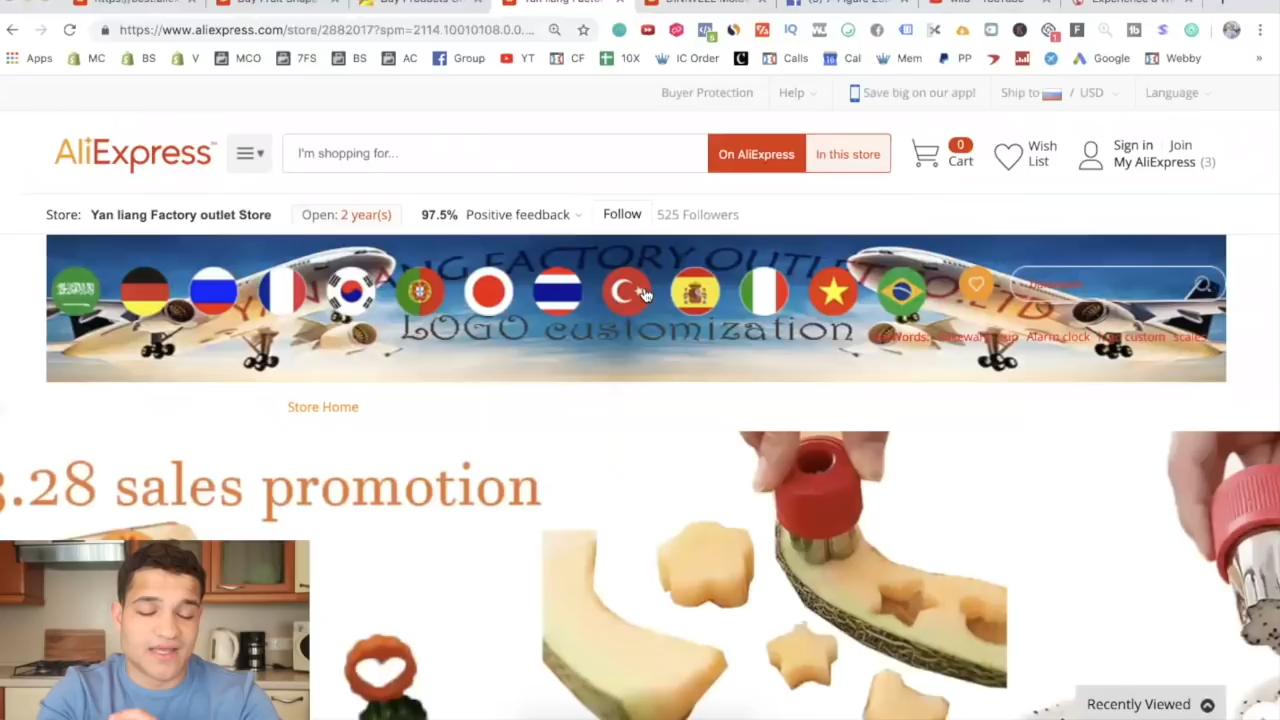 https://www.aliexpress.com/store/2882017?spm=2114.10010108.0.0...
Apps MC BS V MCO 7FS BS AC Group YT CF 10X IC Order Calls Cal Mem PP Google Webby »
Buyer Protection Help Save big on our app! Ship to / USD Language
AliExpress
I'm shopping for...
On AliExpress
In this store
0
Cart
Wish
List
Sign in Join
My AliExpress (3)
Store: Yan liang Factory outlet Store Open: 2 year(s) 97.5% Positive feedback Follow 525 Followers
LOGO customization
Alarm clock
Store Home
3.28 sales promotion
Recently Viewed